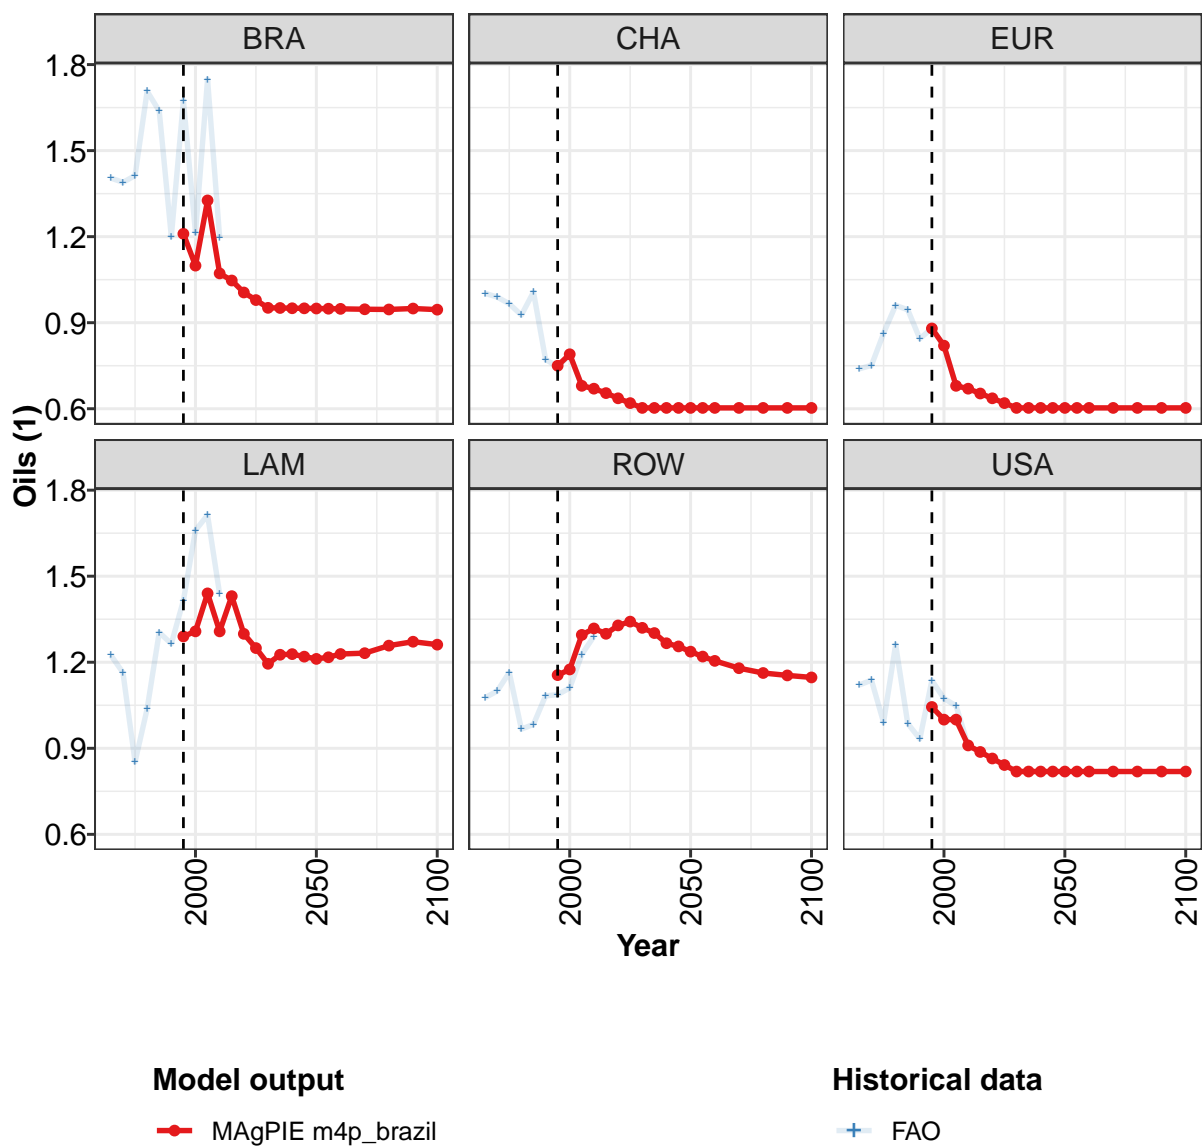 BRA CHA EUR
1.8
1.5
1.2
0.9
0.6
Oils (1)
LAM ROW USA
1.8
1.5
1.2
0.9
0.6
2000 2050 2100 2000 2050 2100 2000 2050 2100
Year
Model output Historical data
MAgPIE m4p_brazil FAO